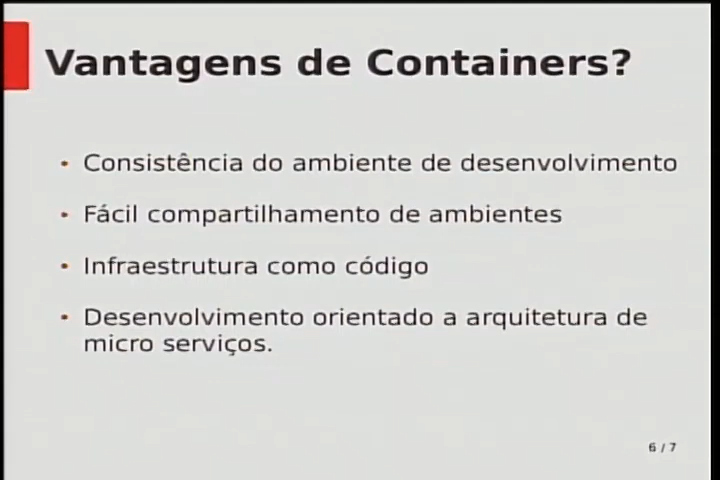 Vantagens de Containers?
• Consistência do ambiente de desenvolvimento
• Fácil compartilhamento de ambientes
• Infraestrutura como código
• Desenvolvimento orientado a arquitetura de
micro serviços.
6 / 7